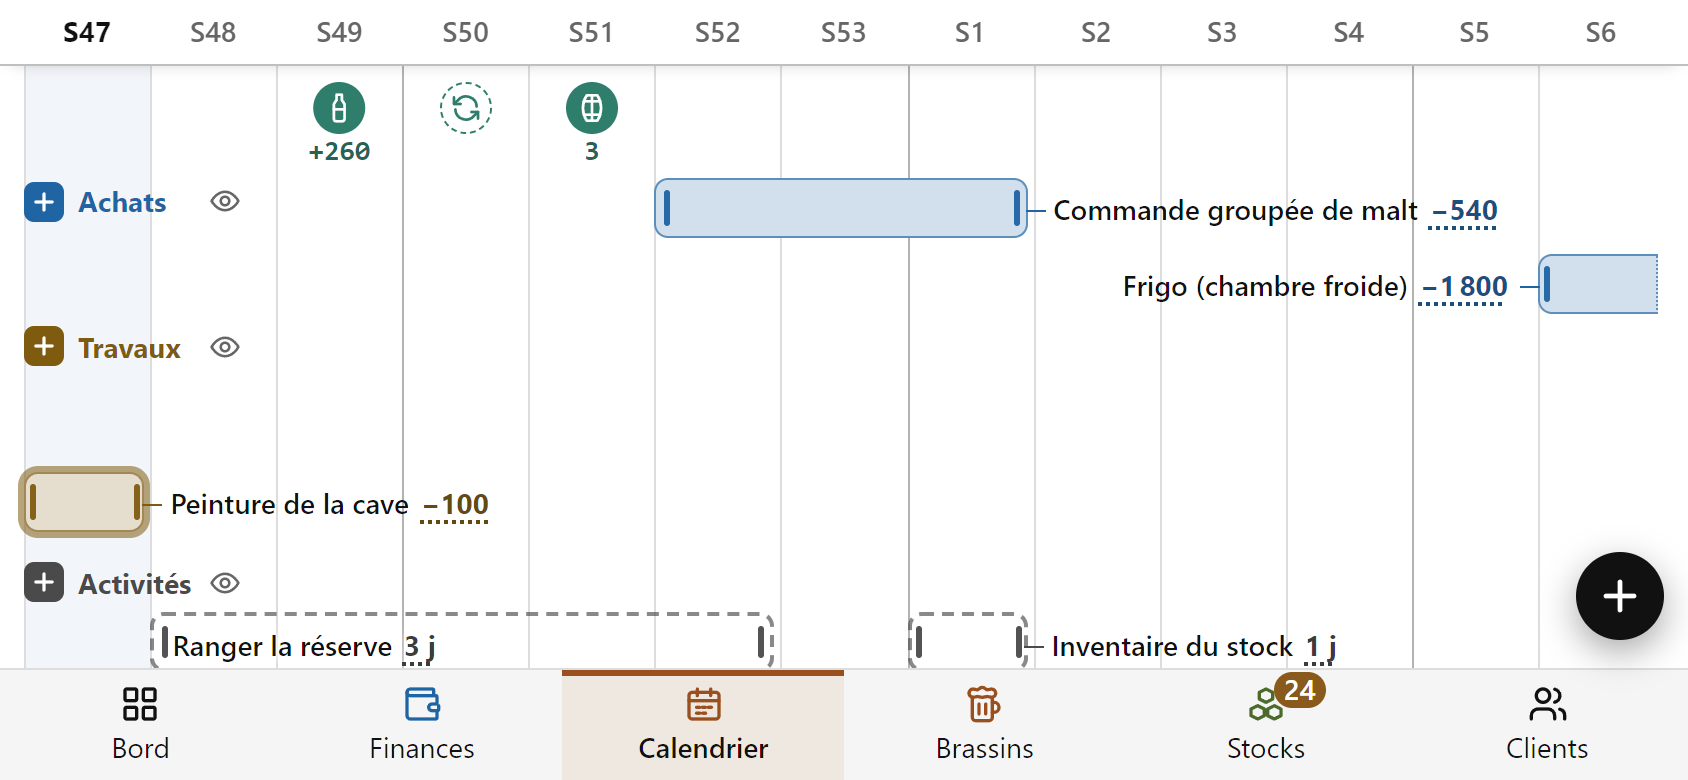 S47 S48 S49 S50 S51 S52 S53 S1 S2 S3 S4 S5 S6
+260 3
Achats
Commande groupée de malt −540
Frigo (chambre froide) −1 800
Travaux
Peinture de la cave −100
Activités
Ranger la réserve 3 j Inventaire du stock 1 j
24
Bord Finances Calendrier Brassins Stocks Clients